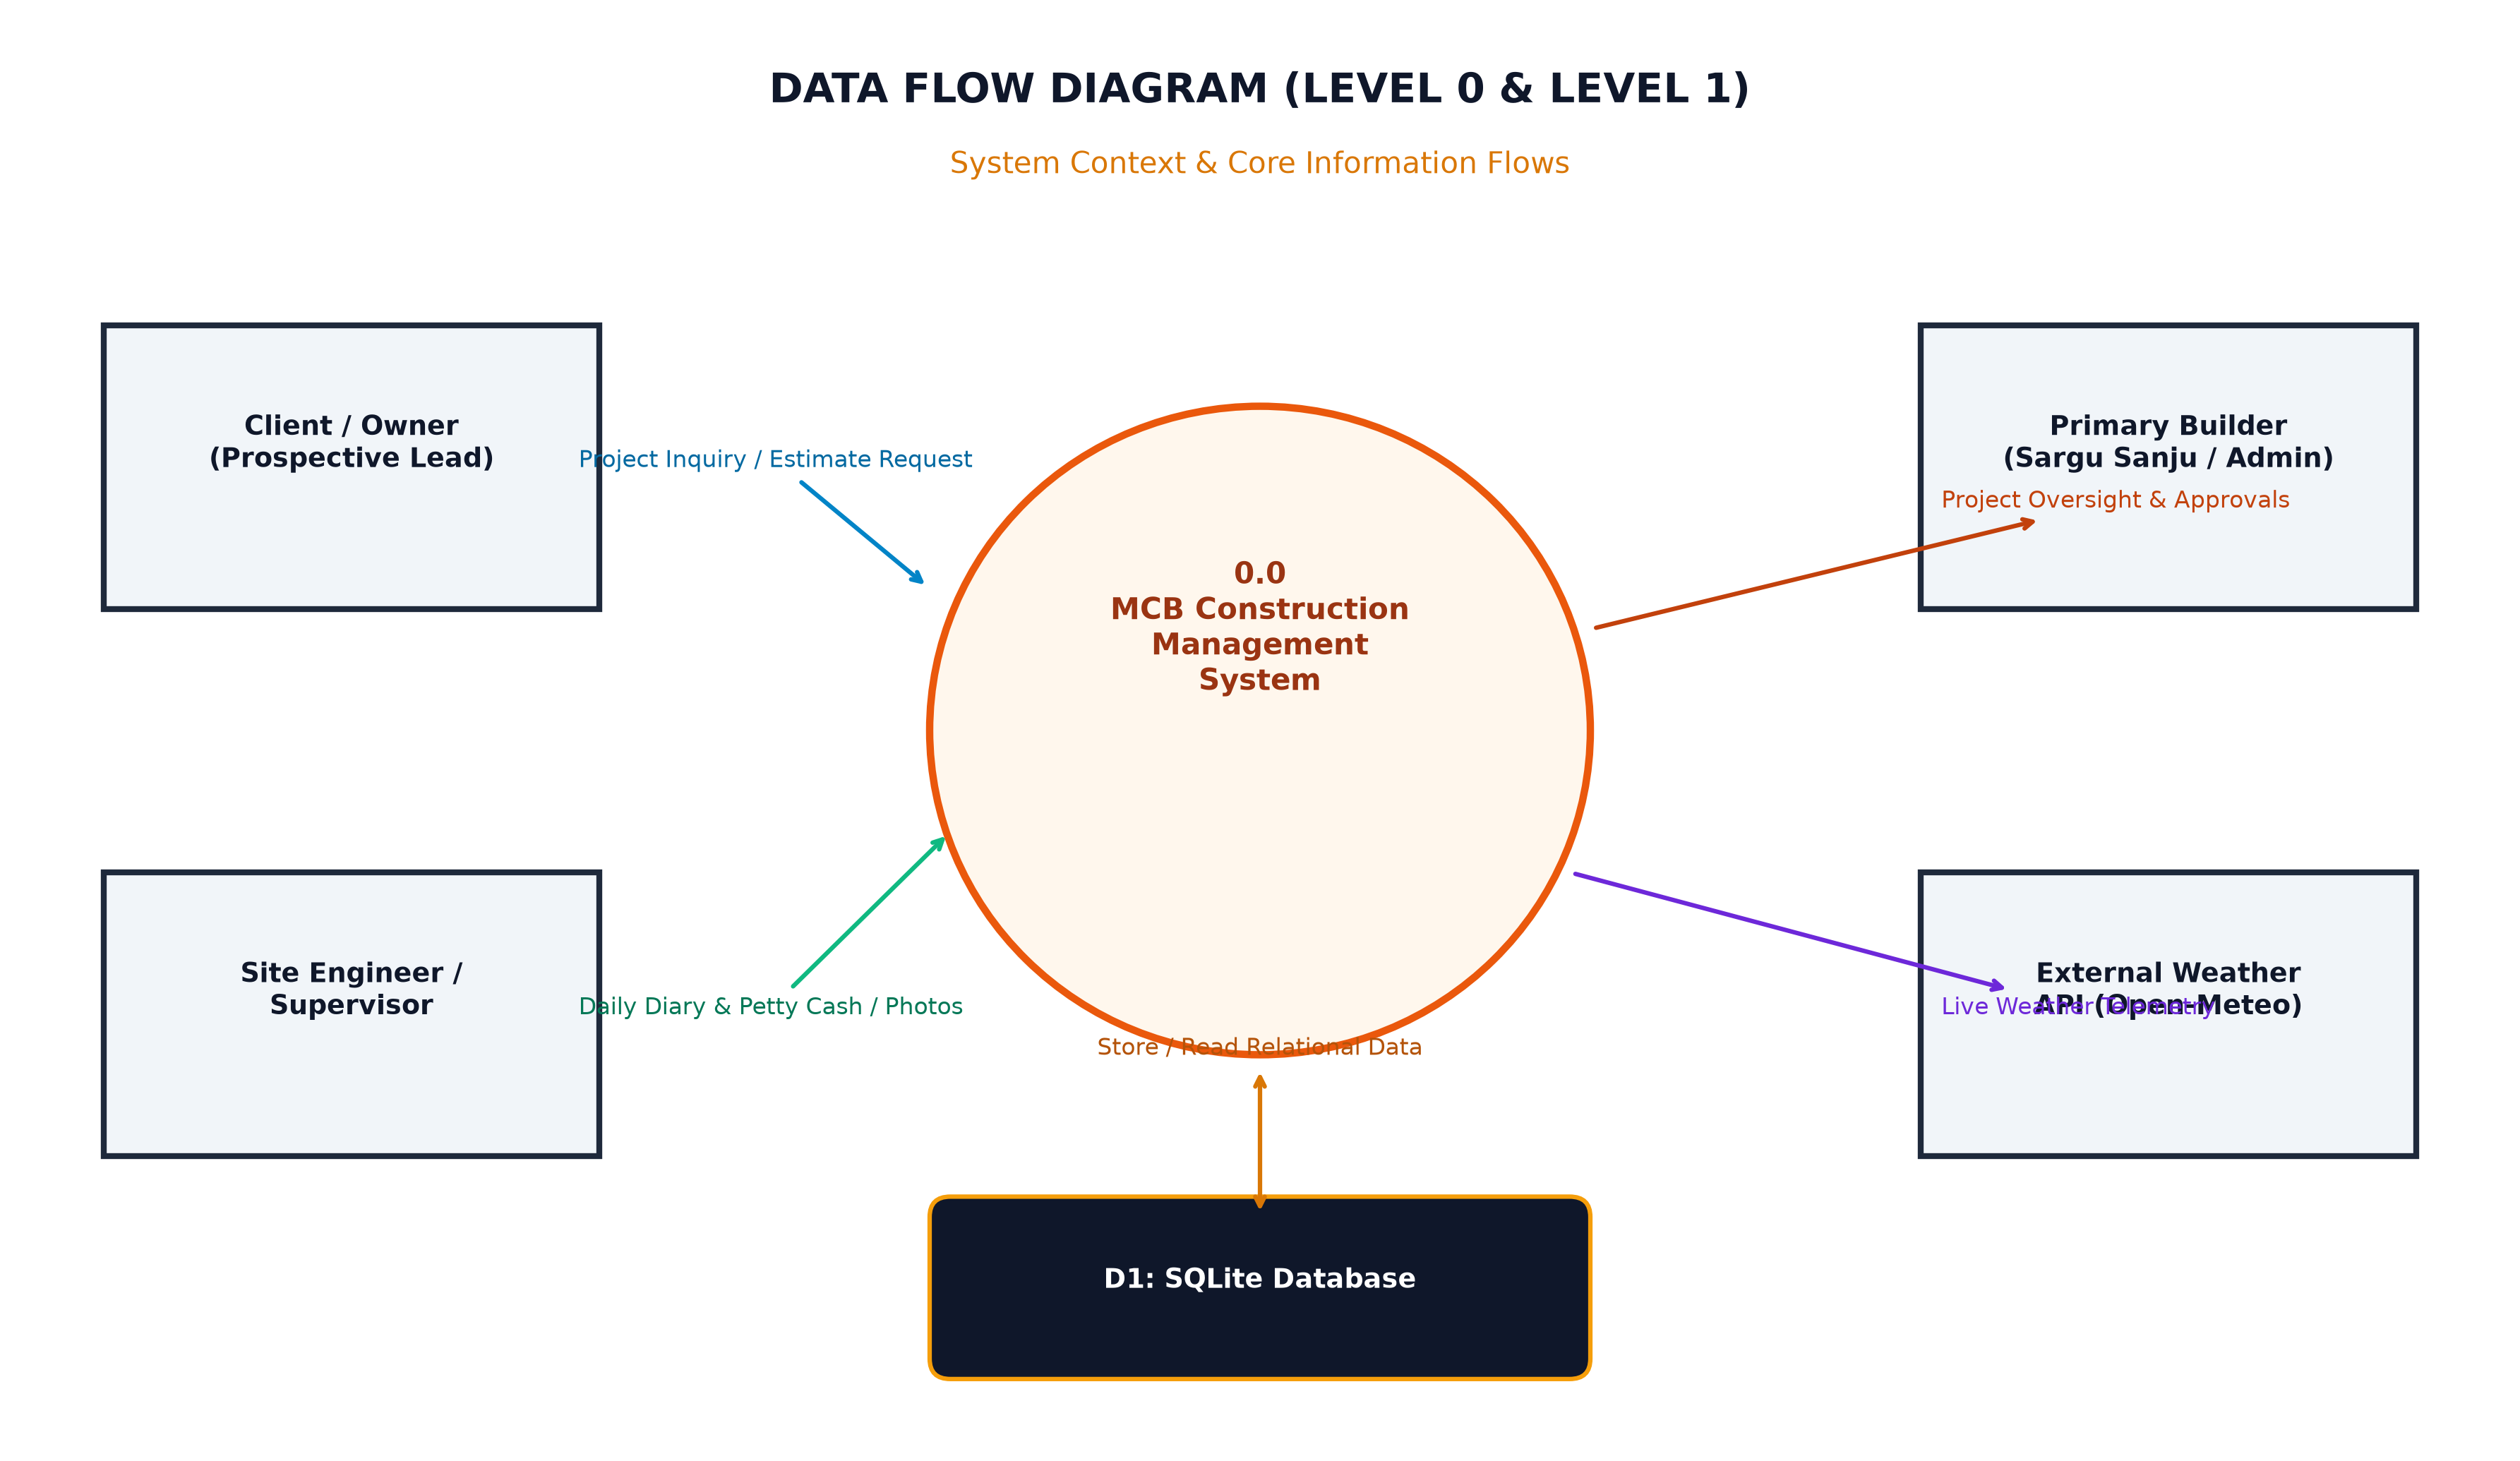 DATA FLOW DIAGRAM (LEVEL 0 & LEVEL 1)
System Context & Core Information Flows
Client / Owner
(Prospective Lead)
Project Inquiry / Estimate Request
Primary Builder
(Sargu Sanju / Admin)
Project Oversight & Approvals
0.0
MCB Construction
Management
System
Site Engineer /
Supervisor
Daily Diary & Petty Cash / Photos
External Weather
API (Open-Meteo)
Live Weather Telemetry
Store / Read Relational Data
D1: SQLite Database